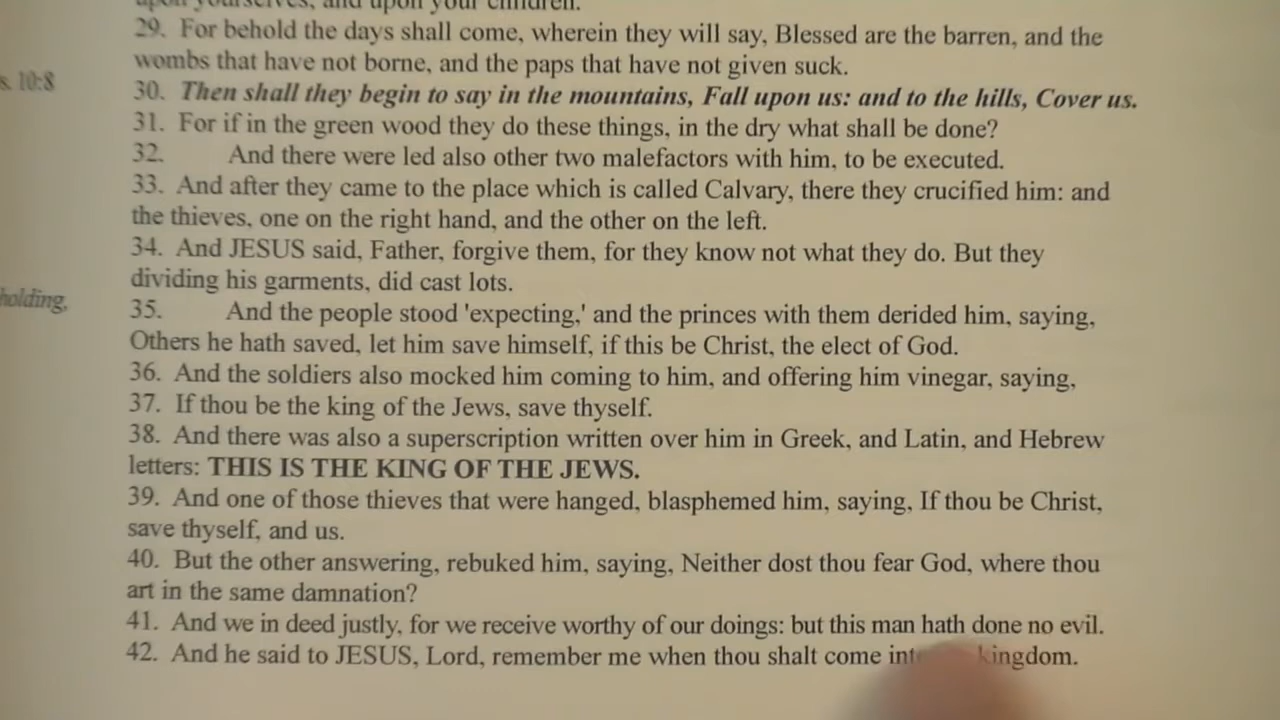 upon yourselves, and upon your children.
29. For behold the days shall come, wherein they will say, Blessed are the barren, and the
wombs that have not borne, and the paps that have not given suck.
s. 10:8
30. Then shall they begin to say in the mountains, Fall upon us: and to the hills, Cover us.
31. For if in the green wood they do these things, in the dry what shall be done?
32. And there were led also other two malefactors with him, to be executed.
33. And after they came to the place which is called Calvary, there they crucified him: and
the thieves, one on the right hand, and the other on the left.
34. And JESUS said, Father, forgive them, for they know not what they do. But they
dividing his garments, did cast lots.
holding,
35. And the people stood 'expecting,' and the princes with them derided him, saying,
Others he hath saved, let him save himself, if this be Christ, the elect of God.
36. And the soldiers also mocked him coming to him, and offering him vinegar, saying,
37. If thou be the king of the Jews, save thyself.
38. And there was also a superscription written over him in Greek, and Latin, and Hebrew
letters: THIS IS THE KING OF THE JEWS.
39. And one of those thieves that were hanged, blasphemed him, saying, If thou be Christ,
save thyself, and us.
40. But the other answering, rebuked him, saying, Neither dost thou fear God, where thou
art in the same damnation?
41. And we in deed justly, for we receive worthy of our doings: but this man hath done no evil.
42. And he said to JESUS, Lord, remember me when thou shalt come kingdom.